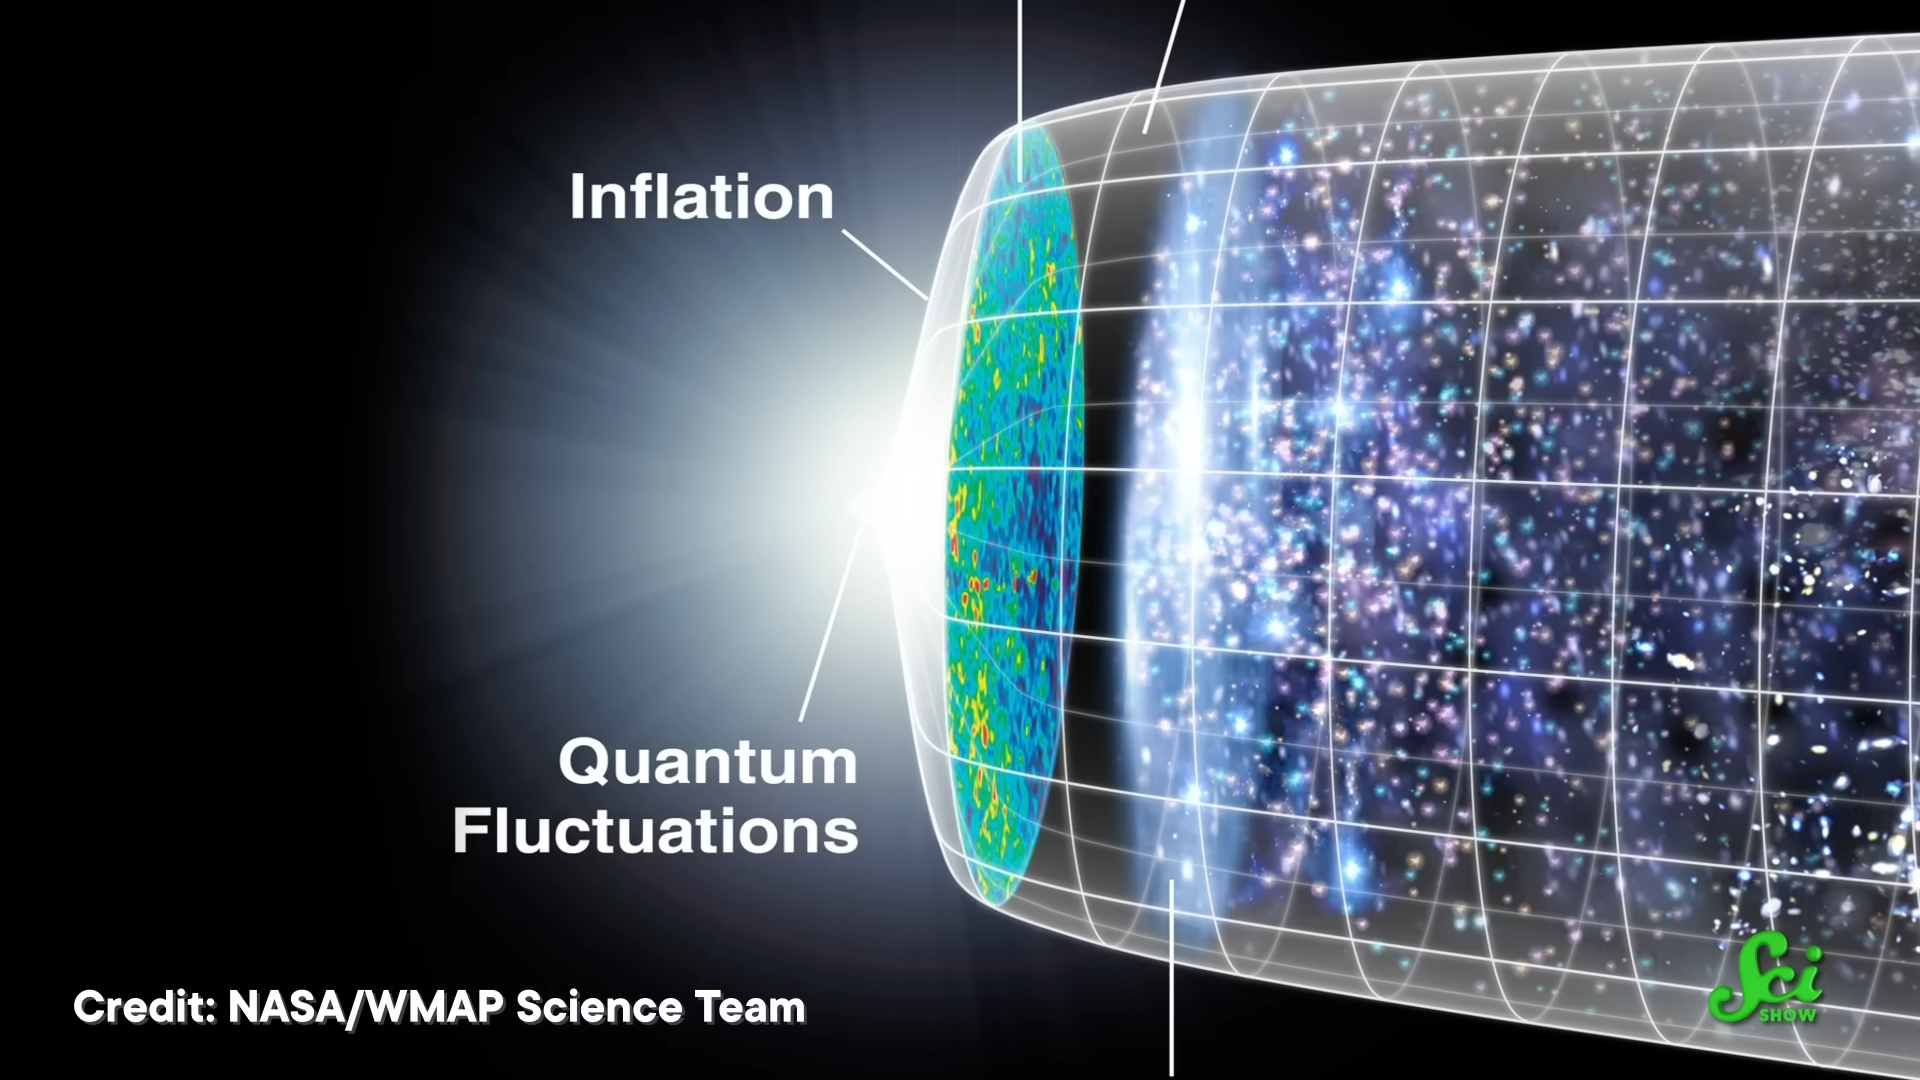 Inflation
Quantum
Fluctuations
Credit: NASA/WMAP Science Team
Sci
SHOW